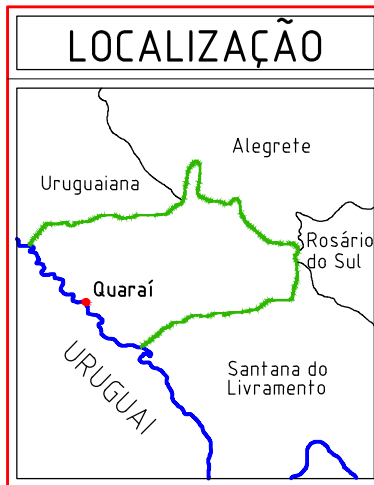 LOCALIZAÇÃO
Alegrete
Uruguaiana
Rosário
do Sul
Quaraí
URUGUAI
Santana do
Livramento